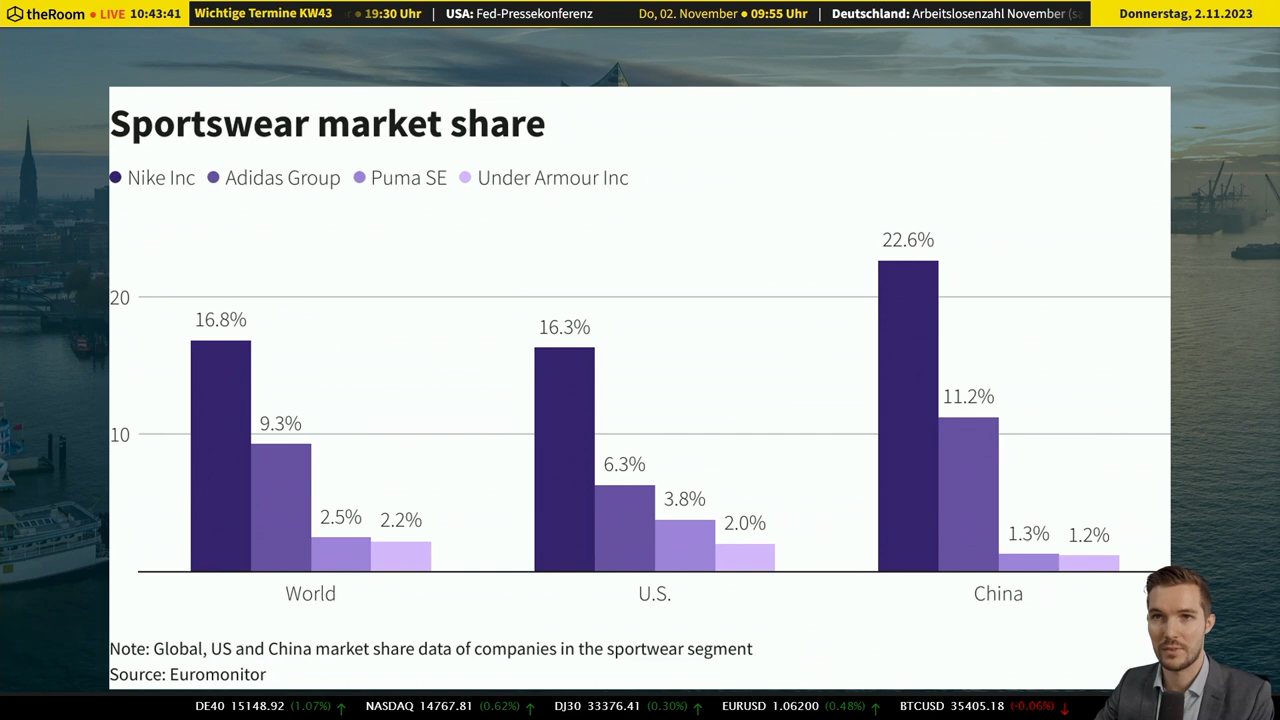 theRoom • LIVE 10:43:41
Wichtige Termine KW43
19:30 Uhr | USA: Fed-Pressekonferenz
Do, 02. November • 09:55 Uhr | Deutschland: Arbeitslosenzahl November
Donnerstag, 2.11.2023
Sportswear market share
Nike Inc Adidas Group Puma SE Under Armour Inc
22.6%
20
16.8%
16.3%
11.2%
10
9.3%
6.3%
3.8%
2.5%
2.2%
2.0%
1.3%
1.2%
World U.S. China
Note: Global, US and China market share data of companies in the sportwear segment
Source: Euromonitor
DE40 15148.92 (1.07%) ↑ NASDAQ 14767.81 (0.62%) ↑ DJ30 33376.41 (0.30%) ↑ EURUSD 1.06200 (0.48%) ↑ BTCUSD 35405.18 (-0.06%) ↓